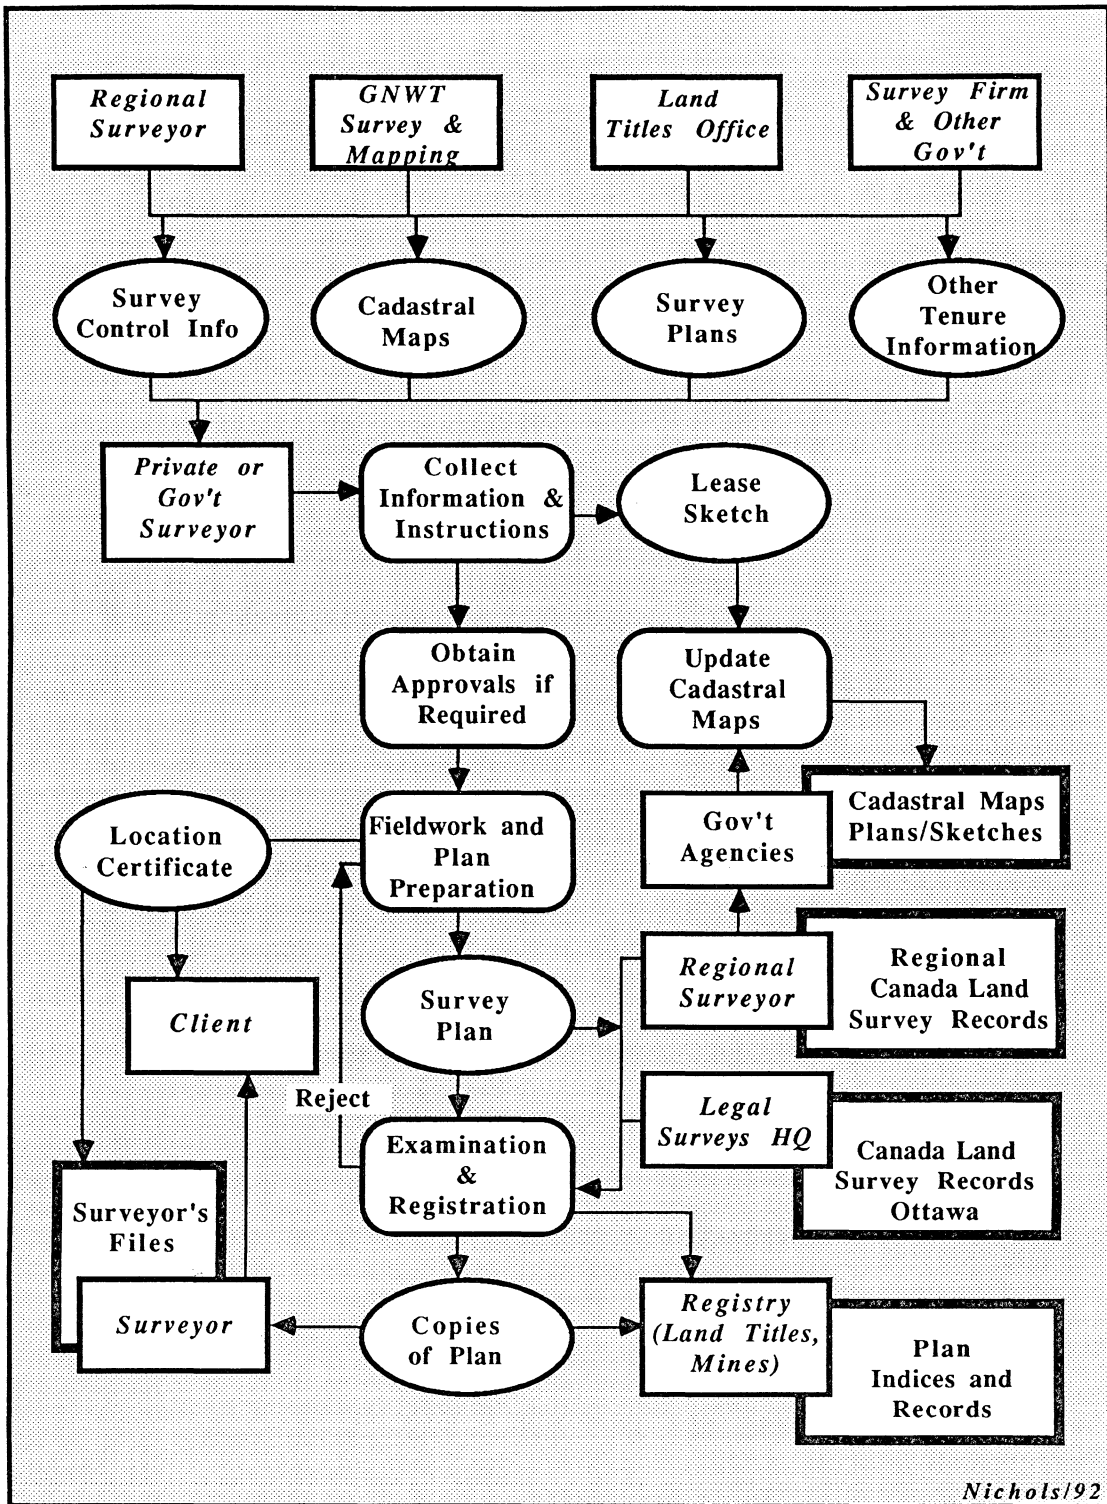 Regional
Surveyor
GNWT
Survey &
Mapping
Land
Titles Office
Survey Firm
& Other
Gov't
Survey
Control Info
Cadastral
Maps
Survey
Plans
Other
Tenure
Information
Private or
Gov't
Surveyor
Collect
Information &
Instructions
Lease
Sketch
Obtain
Approvals if
Required
Update
Cadastral
Maps
Location
Certificate
Fieldwork and
Plan
Preparation
Gov't
Agencies
Cadastral Maps
Plans/Sketches
Client
Survey
Plan
Regional
Surveyor
Regional
Canada Land
Survey Records
Reject
Legal
Surveys HQ
Examination
&
Registration
Canada Land
Survey Records
Ottawa
Surveyor's
Files
Surveyor
Copies
of Plan
Registry
(Land Titles,
Mines)
Plan
Indices and
Records
Nichols/92